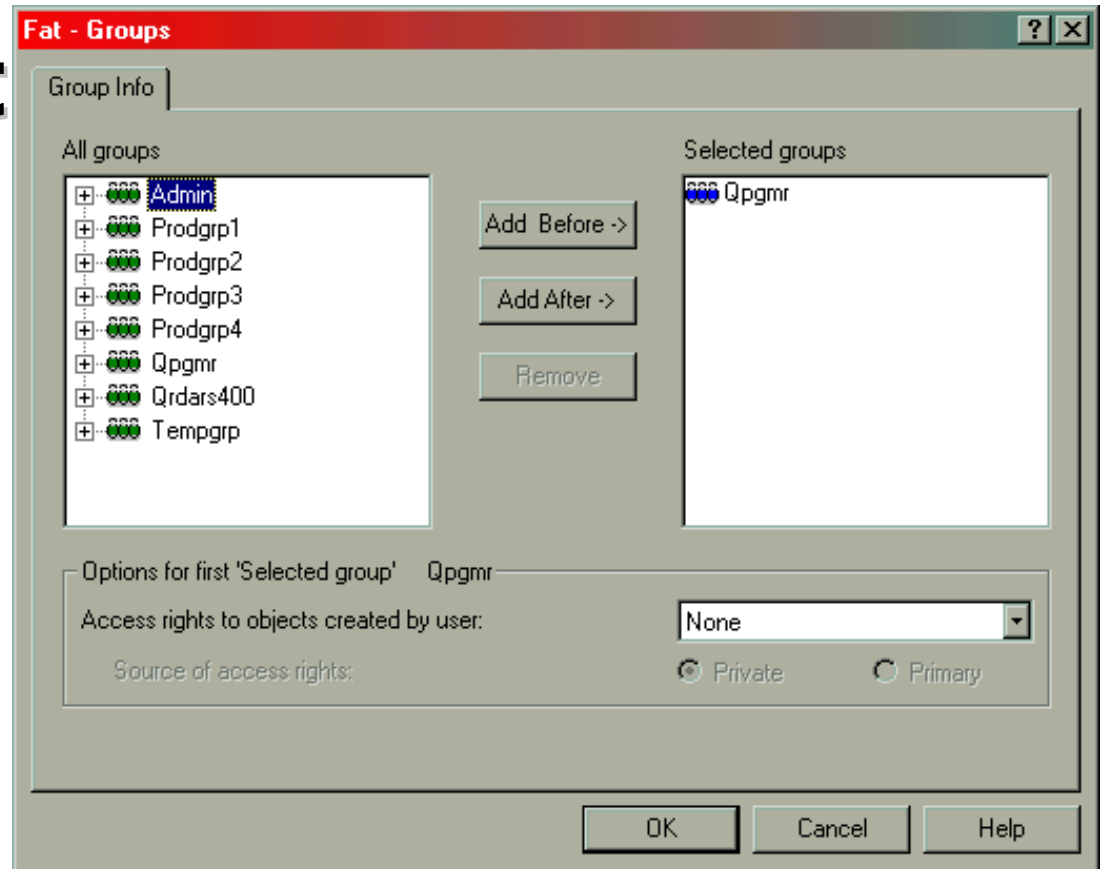 Fat - Groups
Group Info
All groups
Selected groups
Admin
Prodgrp1
Prodgrp2
Prodgrp3
Prodgrp4
Qpgmr
Qrdars400
Tempgrp
Add Before ->
Add After ->
Remove
Qpgmr
Options for first 'Selected group' Qpgmr
Access rights to objects created by user:
None
Source of access rights:
Private
Primary
OK
Cancel
Help